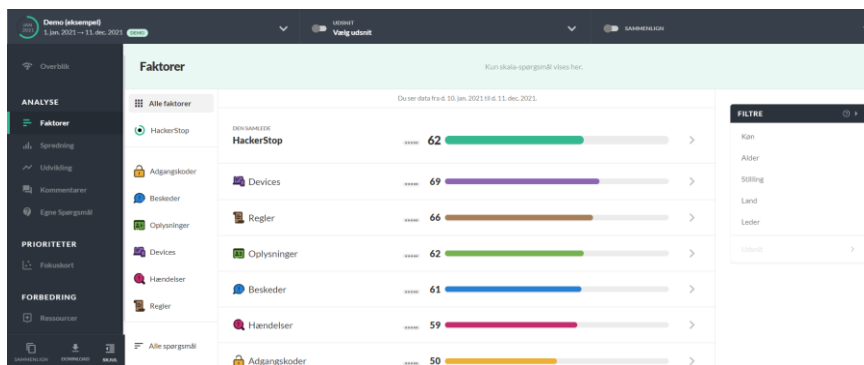 JAN
2021
Demo (eksempel)
1. jan. 2021 → 11. dec. 2021 DEMO
UDSNIT
Vælg udsnit
SAMMENLIGN
Overblik
ANALYSE
Faktorer
Spredning
Udvikling
Kommentarer
Egne Spørgsmål
PRIORITETER
Fokuskort
FORBEDRING
Ressourcer
SAMMENLIGN DOWNLOAD SKJUL
Faktorer
Kun skala-spørgsmål vises her.
Alle faktorer
HackerStop
Adgangskoder
Beskeder
Oplysninger
Devices
Hændelser
Regler
Alle spørgsmål
Du ser data fra d. 10. jan. 2021 til d. 11. dec. 2021.
DEN SAMLEDE
HackerStop 62
Devices 69
Regler 66
Oplysninger 62
Beskeder 61
Hændelser 59
Adgangskoder 50
FILTRE
Køn
Alder
Stilling
Land
Leder
Udsnit